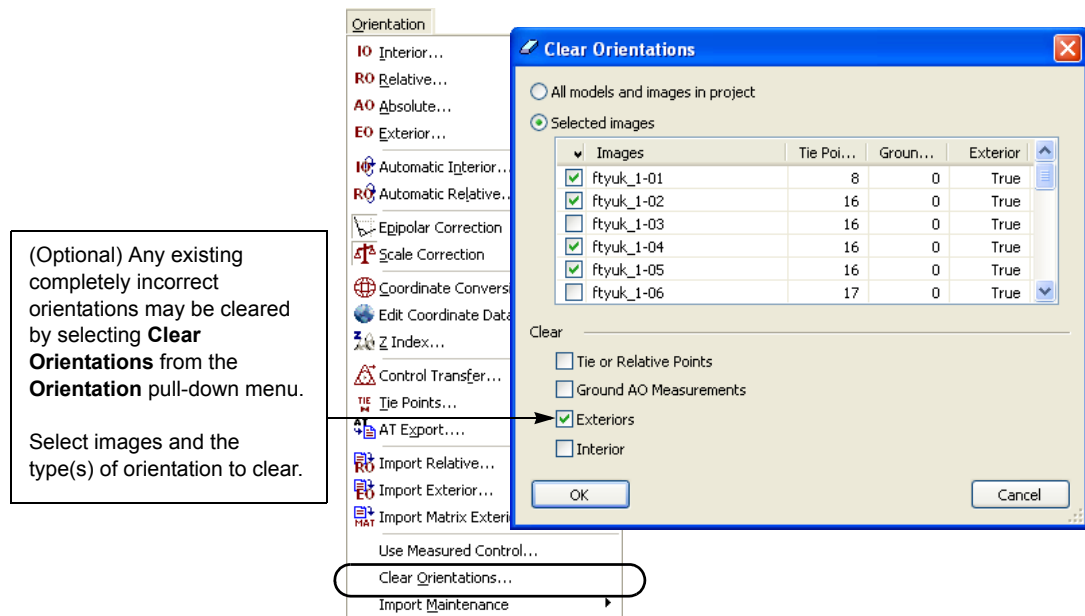 Orientation
IO Interior...
RO Relative...
AO Absolute...
EO Exterior...
Automatic Interior...
Automatic Relative..
Epipolar Correction
Scale Correction
Coordinate Conversi
Edit Coordinate Data
Z Index...
Control Transfer...
TIE Tie Points...
AT AT Export....
RO Import Relative...
EO Import Exterior...
MAT Import Matrix Exteri
Use Measured Control...
Clear Orientations...
Import Maintenance
(Optional) Any existing
completely incorrect
orientations may be cleared
by selecting Clear
Orientations from the
Orientation pull-down menu.
Select images and the
type(s) of orientation to clear.
Clear Orientations
All models and images in project
Selected images
Images Tie Poi... Groun... Exterior
ftyuk_1-01 8 0 True
ftyuk_1-02 16 0 True
ftyuk_1-03 16 0 True
ftyuk_1-04 16 0 True
ftyuk_1-05 16 0 True
ftyuk_1-06 17 0 True
Clear
Tie or Relative Points
Ground AO Measurements
Exteriors
Interior
OK Cancel